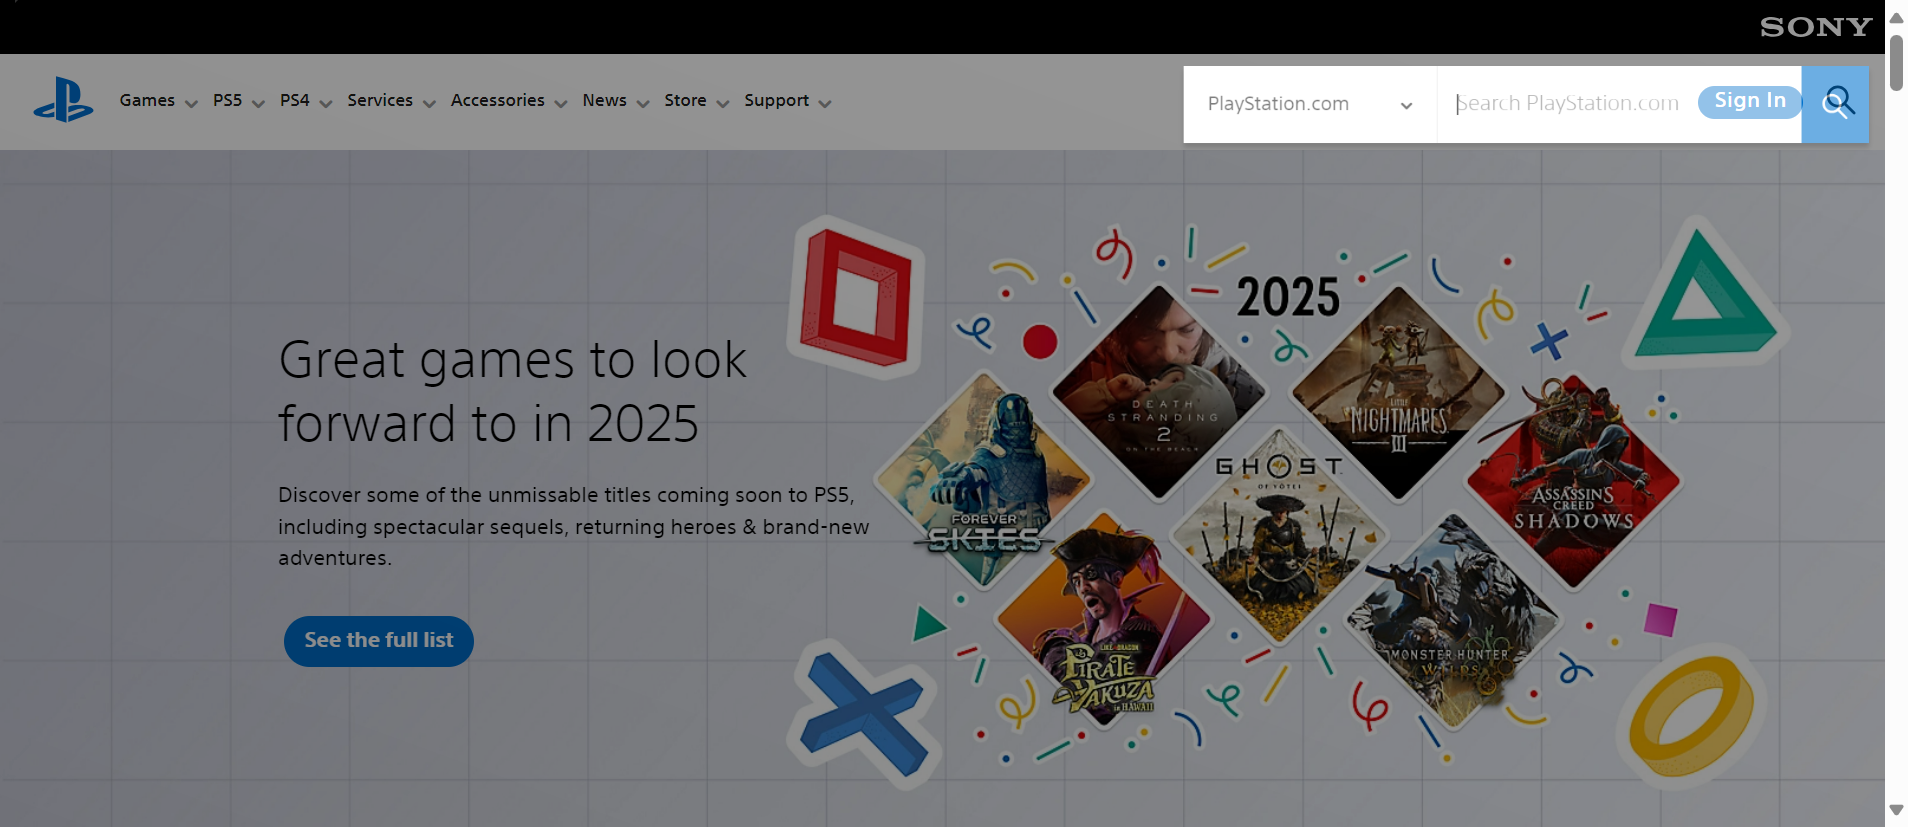 SONY
Games
PS5
PS4
Services
Accessories
News
Store
Support
PlayStation.com
Search PlayStation.com
Sign In
2025
Great games to look
forward to in 2025
Discover some of the unmissable titles coming soon to PS5,
including spectacular sequels, returning heroes & brand-new
adventures.
See the full list
DEATH
STRANDING
2
ON THE BEACH
LITTLE
NIGHTMARES
III
GHOST
OF YŌTEI
ASSASSIN'S
CREED
SHADOWS
FOREVER
SKIES
LIKE A DRAGON
PIRATE
YAKUZA
in HAWAII
MONSTER HUNTER
WILDS